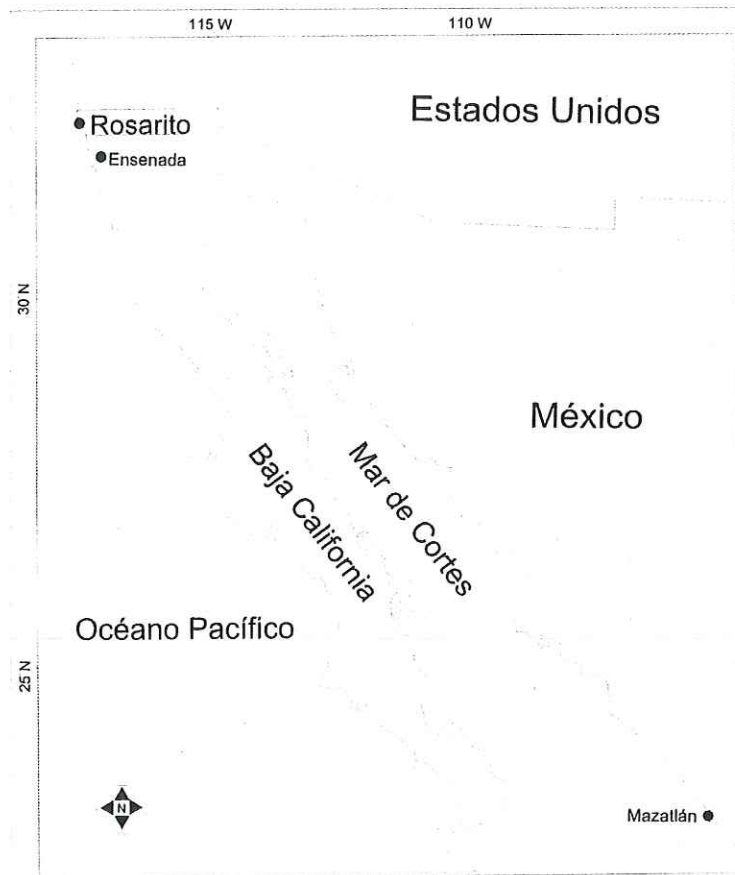 115 W
110 W
Estados Unidos
Rosarito
Ensenada
30 N
México
Mar de Cortes
Baja California
Océano Pacífico
25 N
N
Mazatlán